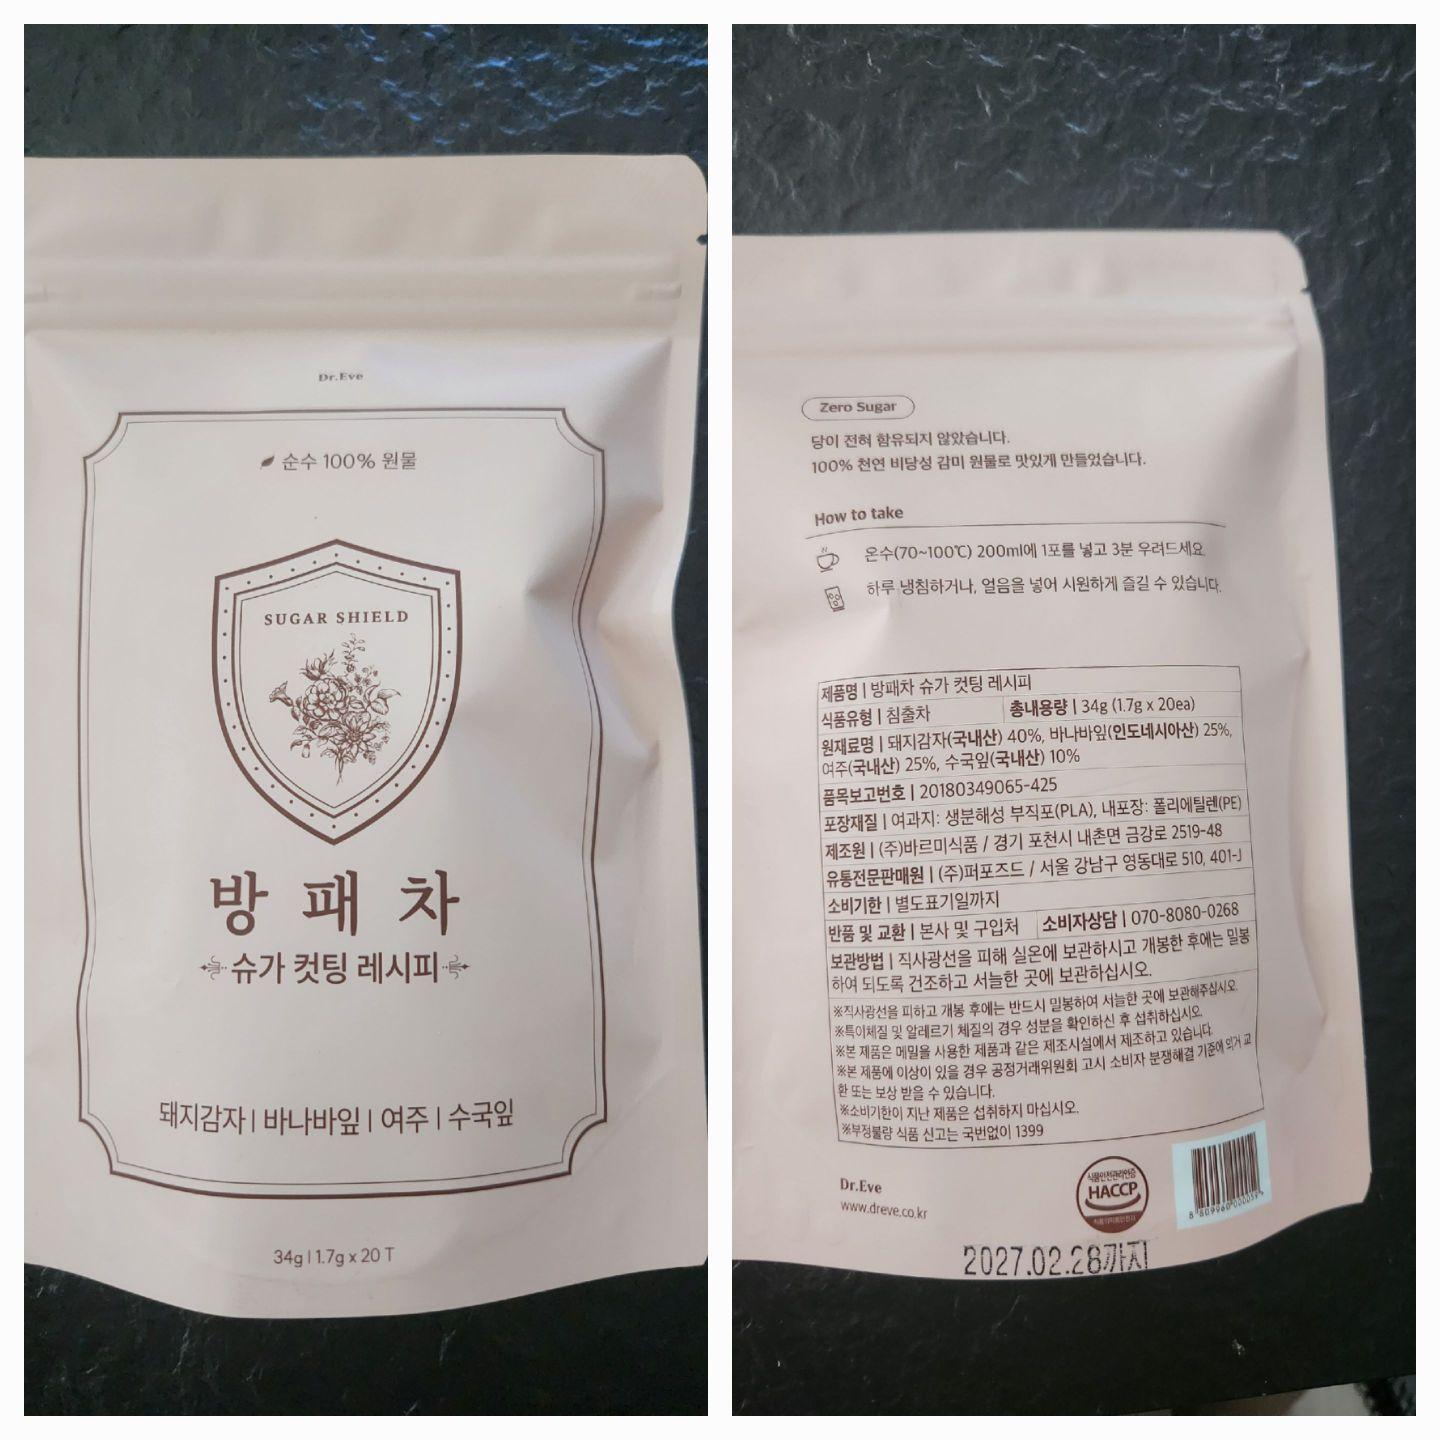 Dr.Eve
순수 100% 원물
SUGAR SHIELD
방패차
슈가 컷팅 레시피
돼지감자 | 바나바잎 | 여주 | 수국잎
34g | 1.7g x 20 T
Zero Sugar
당이 전혀 함유되지 않았습니다.
100% 천연 비당성 감미 원물로 맛있게 만들었습니다.
How to take
온수(70~100℃) 200ml에 1포를 넣고 3분 우려드세요.
하루 냉침하거나, 얼음을 넣어 시원하게 즐길 수 있습니다.
제품명 | 방패차 슈가 컷팅 레시피
식품유형 | 침출차 총내용량 | 34g (1.7g x 20ea)
원재료명 | 돼지감자(국내산) 40%, 바나바잎(인도네시아산) 25%,
여주(국내산) 25%, 수국잎(국내산) 10%
품목보고번호 | 20180349065-425
포장재질 | 여과지: 생분해성 부직포(PLA), 내포장: 폴리에틸렌(PE)
제조원 | (주)바르미식품 / 경기 포천시 내촌면 금강로 2519-48
유통전문판매원 | (주)퍼포즈드 / 서울 강남구 영동대로 510, 401-J
소비기한 | 별도표기일까지
반품 및 교환 | 본사 및 구입처 소비자상담 | 070-8080-0268
보관방법 | 직사광선을 피해 실온에 보관하시고 개봉한 후에는 밀봉
하여 되도록 건조하고 서늘한 곳에 보관하십시오.
※직사광선을 피하고 개봉 후에는 반드시 밀봉하여 서늘한 곳에 보관해주십시오.
※특이체질 및 알레르기 체질의 경우 성분을 확인하신 후 섭취하십시오.
※본 제품은 메밀을 사용한 제품과 같은 제조시설에서 제조하고 있습니다.
※본 제품에 이상이 있을 경우 공정거래위원회 고시 소비자 분쟁해결 기준에 의거 교
환 또는 보상 받을 수 있습니다.
※소비기한이 지난 제품은 섭취하지 마십시오.
※부정불량 식품 신고는 국번없이 1399
Dr.Eve
www.dreve.co.kr
식품안전관리인증
HACCP
식품의약품안전처
8 809960 000059
2027.02.28까지